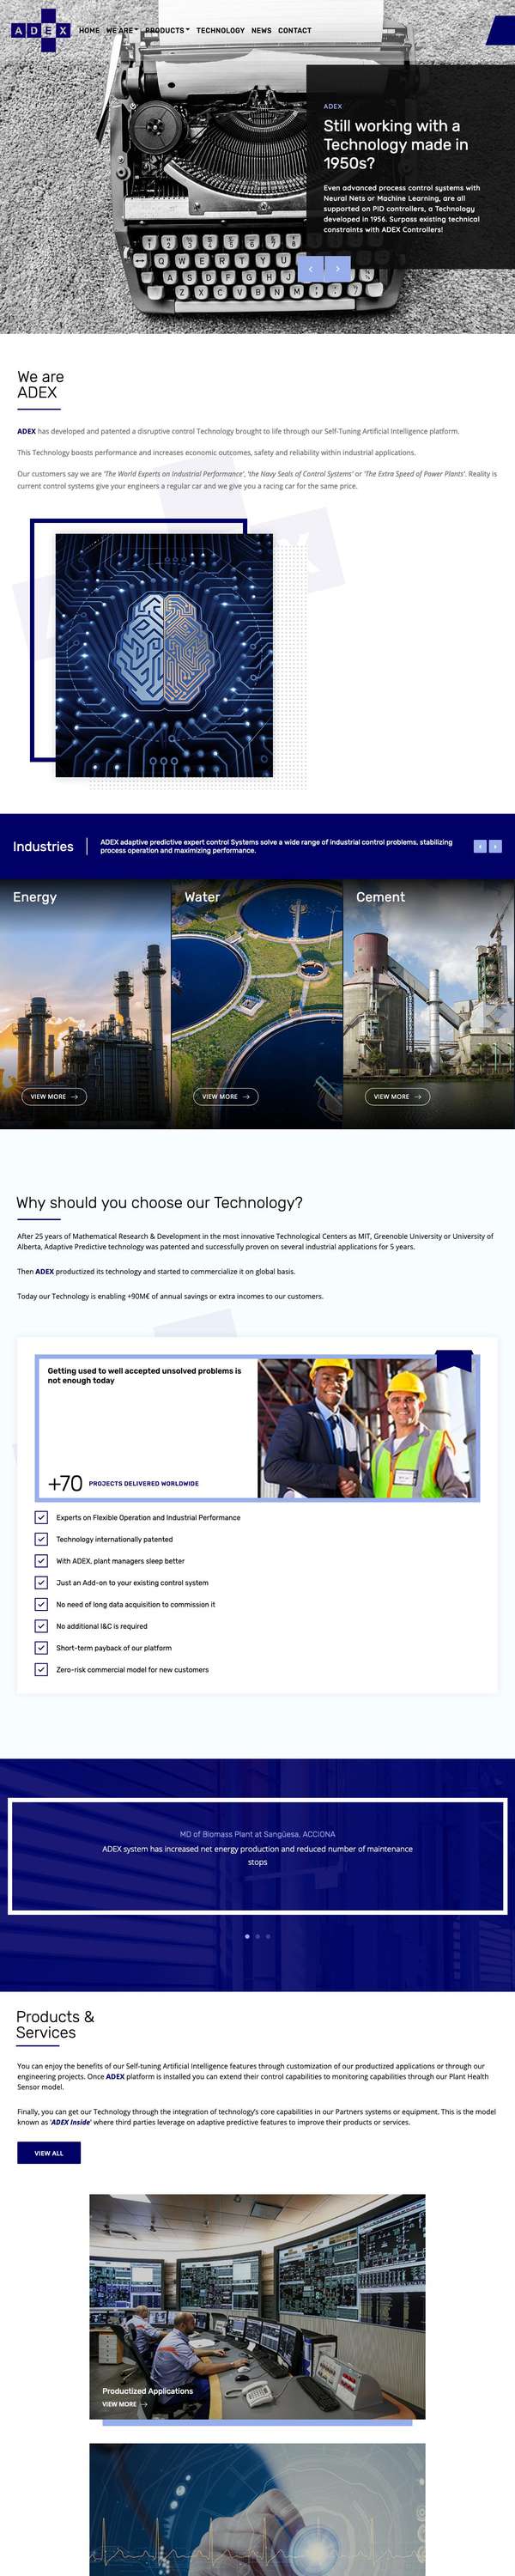 ADEX
HOME WE ARE PRODUCTS TECHNOLOGY NEWS CONTACT
ADEX
Still working with a
Technology made in
1950s?
Even advanced process control systems with
Neural Nets or Machine Learning, are all
supported on PID controllers, a Technology
developed in 1956. Surpass existing technical
constraints with ADEX Controllers!
Q W E R T Y U
A S D F G H J
Z X C V B N M
We are
ADEX
ADEX has developed and patented a disruptive control Technology brought to life through our Self-Tuning Artificial Intelligence platform.
This Technology boosts performance and increases economic outcomes, safety and reliability within industrial applications.
Our customers say we are 'The World Experts on Industrial Performance', 'the Navy Seals of Control Systems' or 'The Extra Speed of Power Plants'. Reality is
current control systems give your engineers a regular car and we give you a racing car for the same price.
Industries
ADEX adaptive predictive expert control Systems solve a wide range of industrial control problems, stabilizing
process operation and maximizing performance.
Energy
Water
Cement
VIEW MORE →
VIEW MORE →
VIEW MORE →
Why should you choose our Technology?
After 25 years of Mathematical Research & Development in the most innovative Technological Centers as MIT, Greenoble University or University of
Alberta, Adaptive Predictive technology was patented and successfully proven on several industrial applications for 5 years.
Then ADEX productized its technology and started to commercialize it on global basis.
Today our Technology is enabling +90M€ of annual savings or extra incomes to our customers.
Getting used to well accepted unsolved problems is
not enough today
+70 PROJECTS DELIVERED WORLDWIDE
Experts on Flexible Operation and Industrial Performance
Technology internationally patented
With ADEX, plant managers sleep better
Just an Add-on to your existing control system
No need of long data acquisition to commission it
No additional I&C is required
Short-term payback of our platform
Zero-risk commercial model for new customers
MD of Biomass Plant at Sangüesa, ACCIONA
ADEX system has increased net energy production and reduced number of maintenance
stops
Products &
Services
You can enjoy the benefits of our Self-tuning Artificial Intelligence features through customization of our productized applications or through our
engineering projects. Once ADEX platform is installed you can extend their control capabilities to monitoring capabilities through our Plant Health
Sensor model.
Finally, you can get our Technology through the integration of technology's core capabilities in our Partners systems or equipment. This is the model
known as 'ADEX Inside' where third parties leverage on adaptive predictive features to improve their products or services.
VIEW ALL
Productized Applications
VIEW MORE →